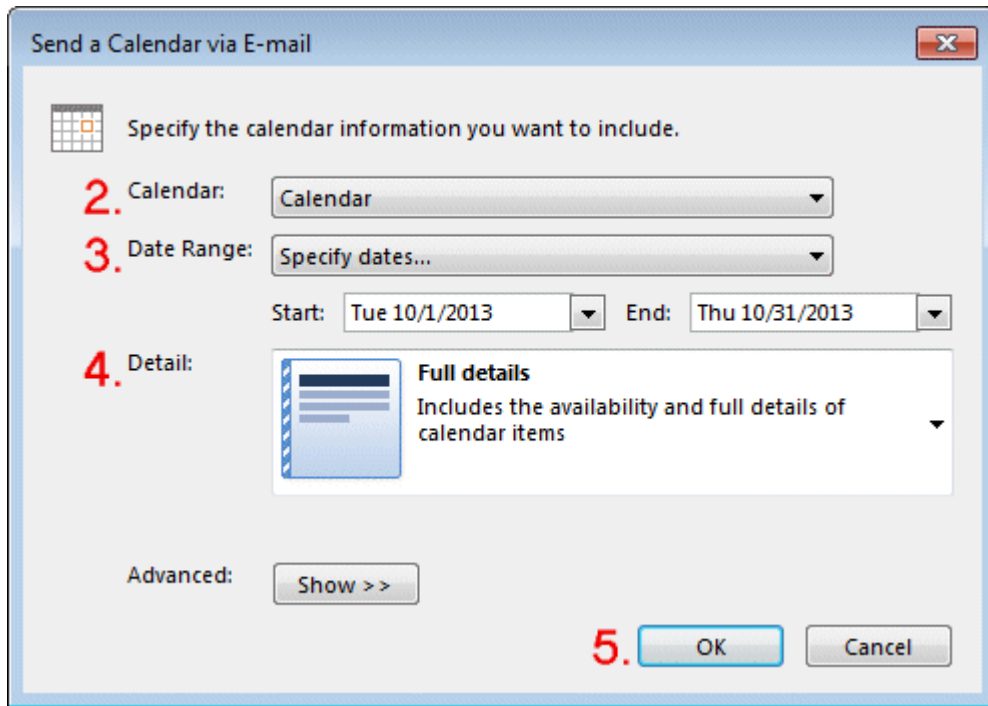 Send a Calendar via E-mail
Specify the calendar information you want to include.
2. Calendar: Calendar
3. Date Range: Specify dates...
Start: Tue 10/1/2013 End: Thu 10/31/2013
4. Detail: Full details
Includes the availability and full details of
calendar items
Advanced: Show >>
5. OK Cancel